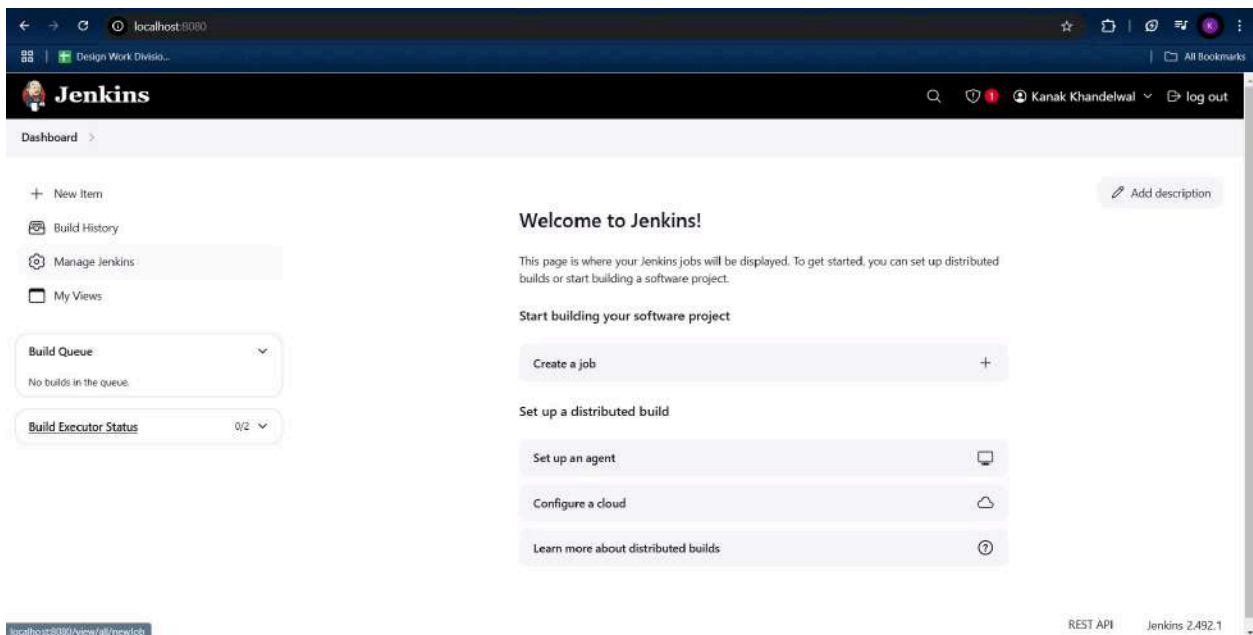 localhost:8080
K
Design Work Divisio...
All Bookmarks
Jenkins
1
Kanak Khandelwal
log out
Dashboard
New Item
Add description
Build History
Manage Jenkins
My Views
Welcome to Jenkins!
This page is where your Jenkins jobs will be displayed. To get started, you can set up distributed
builds or start building a software project.
Start building your software project
Build Queue
Create a job
No builds in the queue.
Set up a distributed build
Build Executor Status
0/2
Set up an agent
Configure a cloud
Learn more about distributed builds
REST API
Jenkins 2.492.1
localhost:8080/view/all/newJob